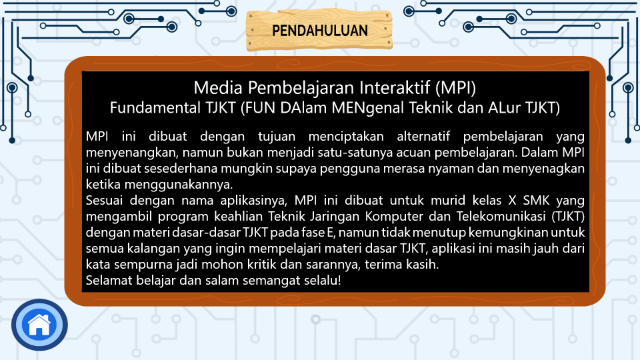 PENDAHULUAN
Media Pembelajaran Interaktif (MPI)
Fundamental TJKT (FUN DAlam MENgenal Teknik dan ALur TJKT)
MPI ini dibuat dengan tujuan menciptakan alternatif pembelajaran yang
menyenangkan, namun bukan menjadi satu-satunya acuan pembelajaran. Dalam MPI
ini dibuat sesederhana mungkin supaya pengguna merasa nyaman dan menyenagkan
ketika menggunakannya.
Sesuai dengan nama aplikasinya, MPI ini dibuat untuk murid kelas X SMK yang
mengambil program keahlian Teknik Jaringan Komputer dan Telekomunikasi (TJKT)
dengan materi dasar-dasar TJKT pada fase E, namun tidak menutup kemungkinan untuk
semua kalangan yang ingin mempelajari materi dasar TJKT, aplikasi ini masih jauh dari
kata sempurna jadi mohon kritik dan sarannya, terima kasih.
Selamat belajar dan salam semangat selalu!